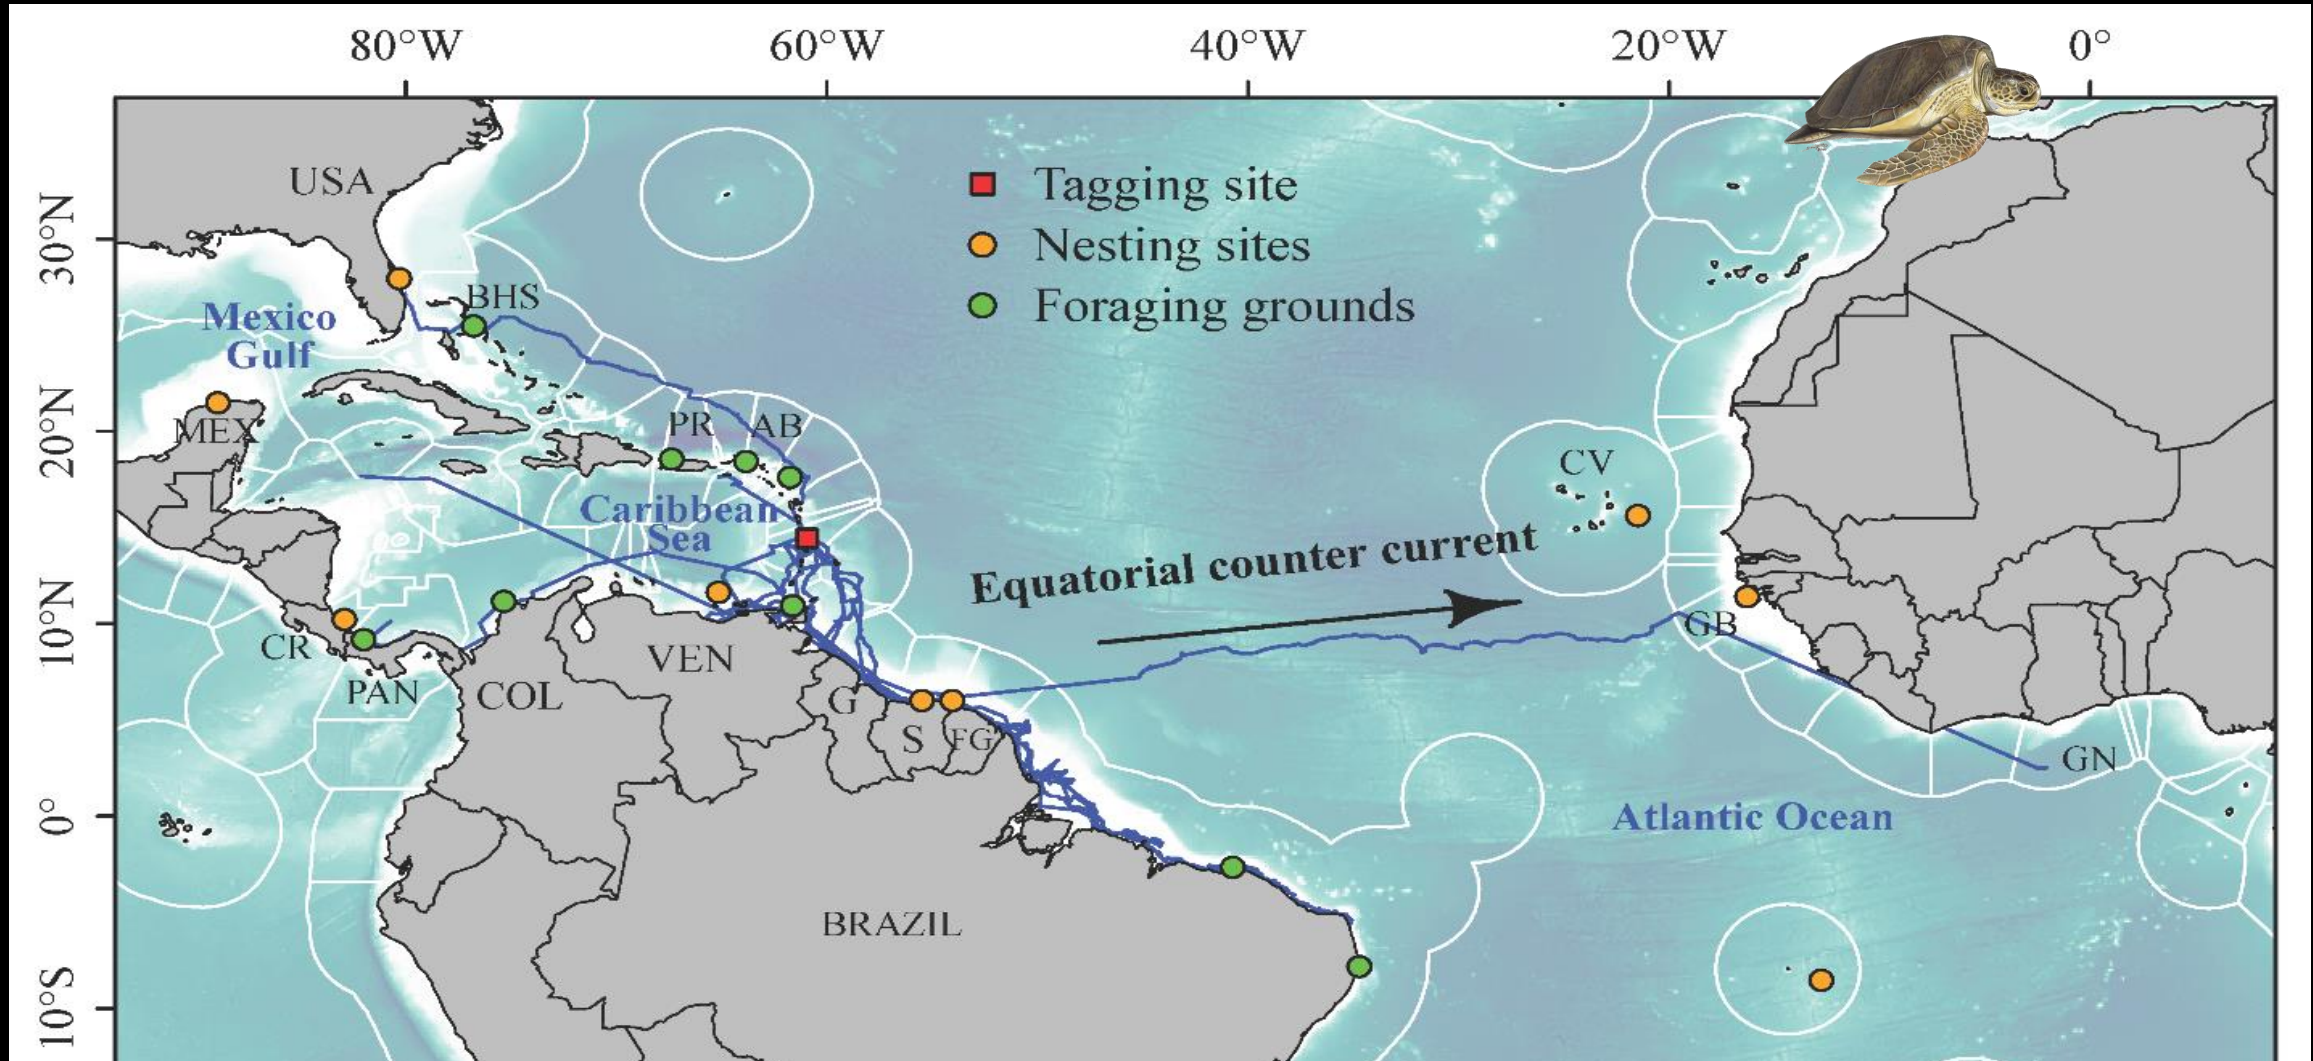 80°W 60°W 40°W 20°W 0°
USA
Tagging site
30°N
Nesting sites
BHS
Foraging grounds
Mexico
Gulf
20°N
MEX
PR AB
CV
Caribbean
Sea
Equatorial counter current
10°N
CR
GB
VEN
PAN
COL
G
S
FG
GN
0°
Atlantic Ocean
BRAZIL
10°S